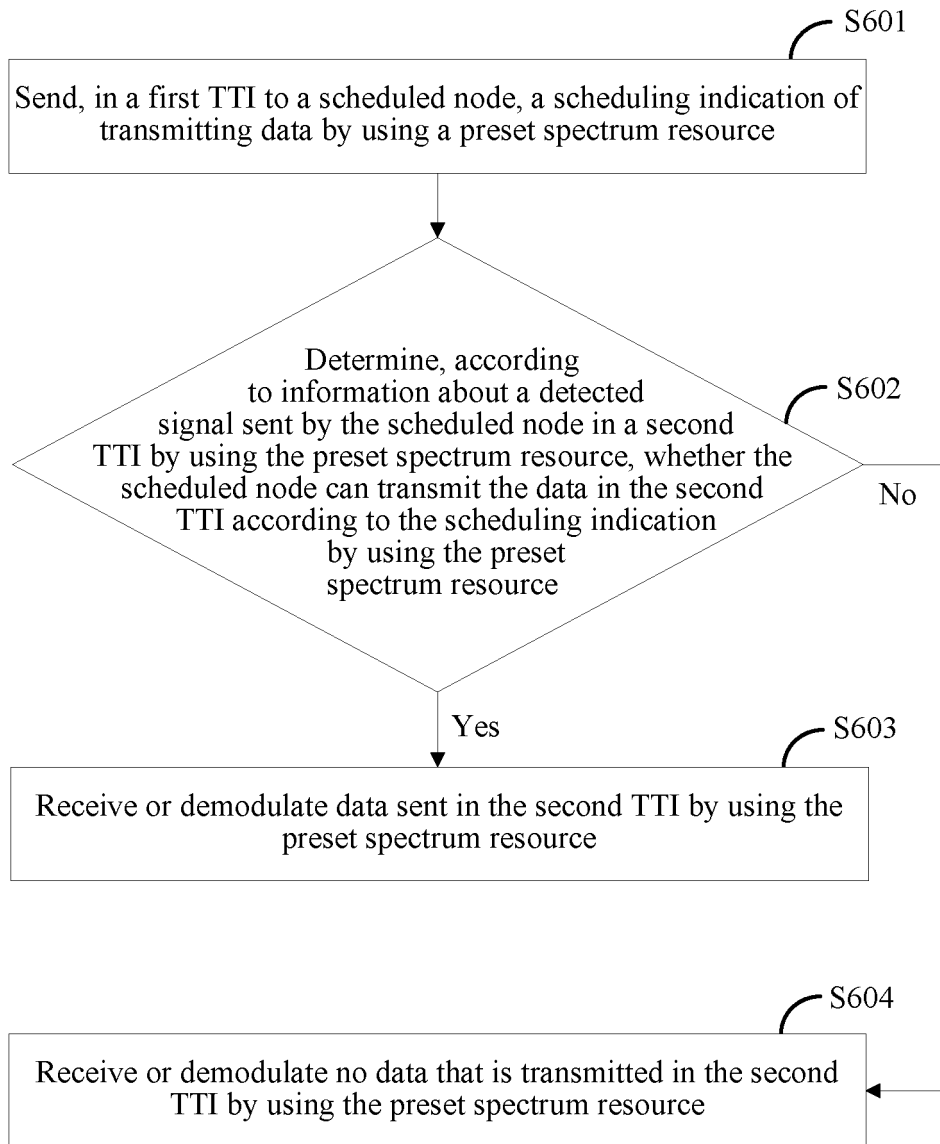 S601
Send, in a first TTI to a scheduled node, a scheduling indication of
transmitting data by using a preset spectrum resource
Determine, according
to information about a detected
signal sent by the scheduled node in a second
TTI by using the preset spectrum resource, whether the
scheduled node can transmit the data in the second
TTI according to the scheduling indication
by using the preset
spectrum resource
S602
No
Yes
S603
Receive or demodulate data sent in the second TTI by using the
preset spectrum resource
S604
Receive or demodulate no data that is transmitted in the second
TTI by using the preset spectrum resource